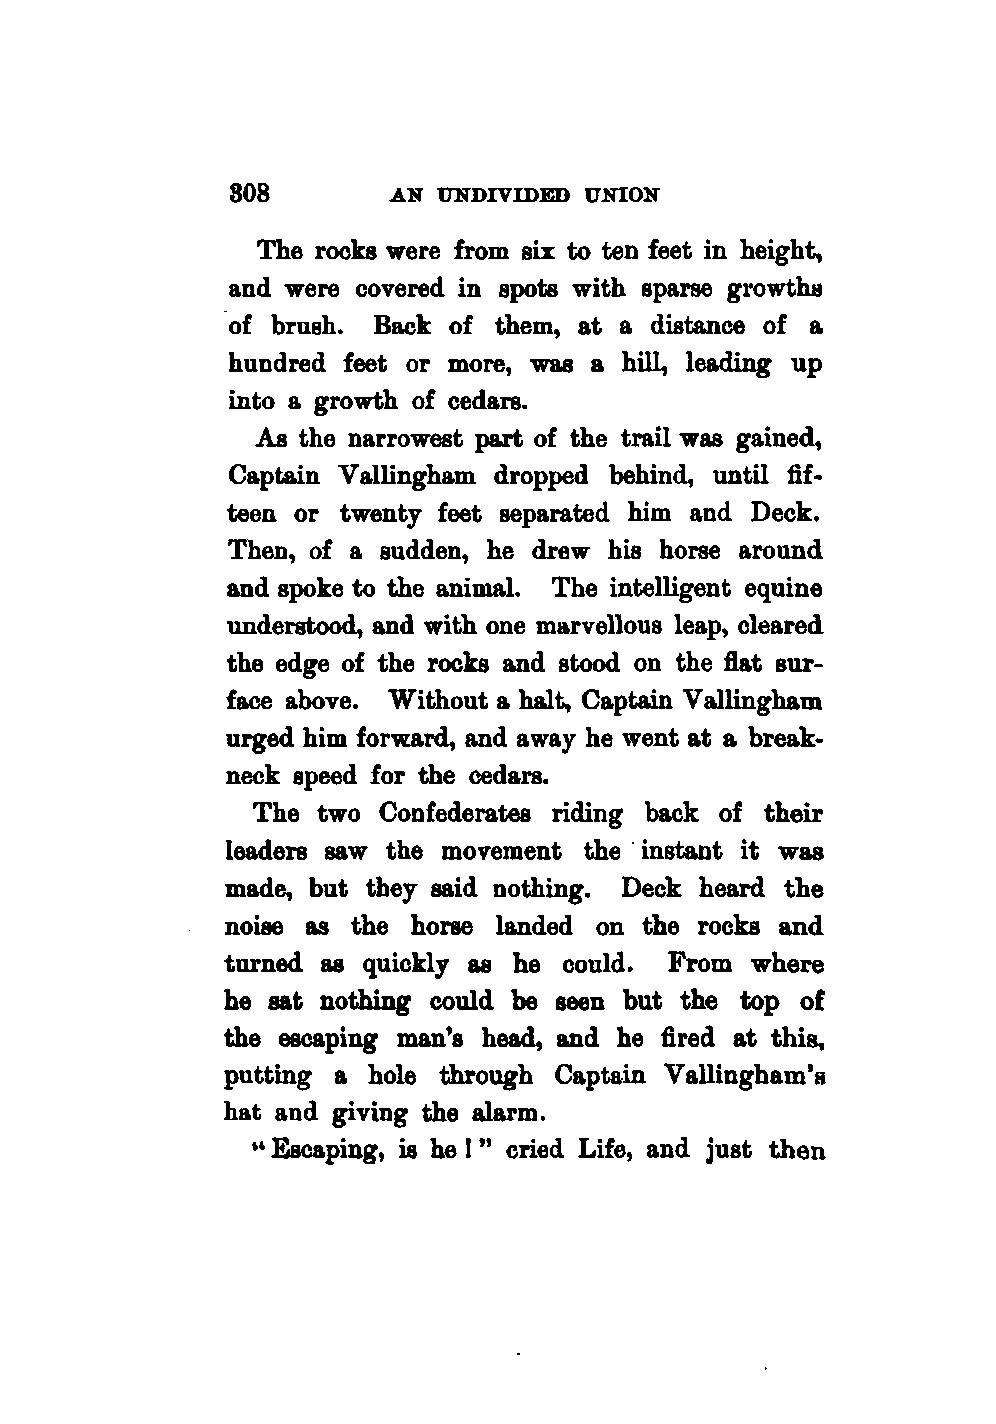 308 AN UNDIVIDED UNION
The rocks were from six to ten feet in height,
and were covered in spots with sparse growths
of brush. Back of them, at a distance of a
hundred feet or more, was a hill, leading up
into a growth of cedars.
As the narrowest part of the trail was gained,
Captain Vallingham dropped behind, until fif-
teen or twenty feet separated him and Deck.
Then, of a sudden, he drew his horse around
and spoke to the animal. The intelligent equine
understood, and with one marvellous leap, cleared
the edge of the rocks and stood on the flat sur-
face above. Without a halt, Captain Vallingham
urged him forward, and away he went at a break-
neck speed for the cedars.
The two Confederates riding back of their
leaders saw the movement the instant it was
made, but they said nothing. Deck heard the
noise as the horse landed on the rocks and
turned as quickly as he could. From where
he sat nothing could be seen but the top of
the escaping man's head, and he fired at this,
putting a hole through Captain Vallingham's
hat and giving the alarm.
"Escaping, is he!" cried Life, and just then